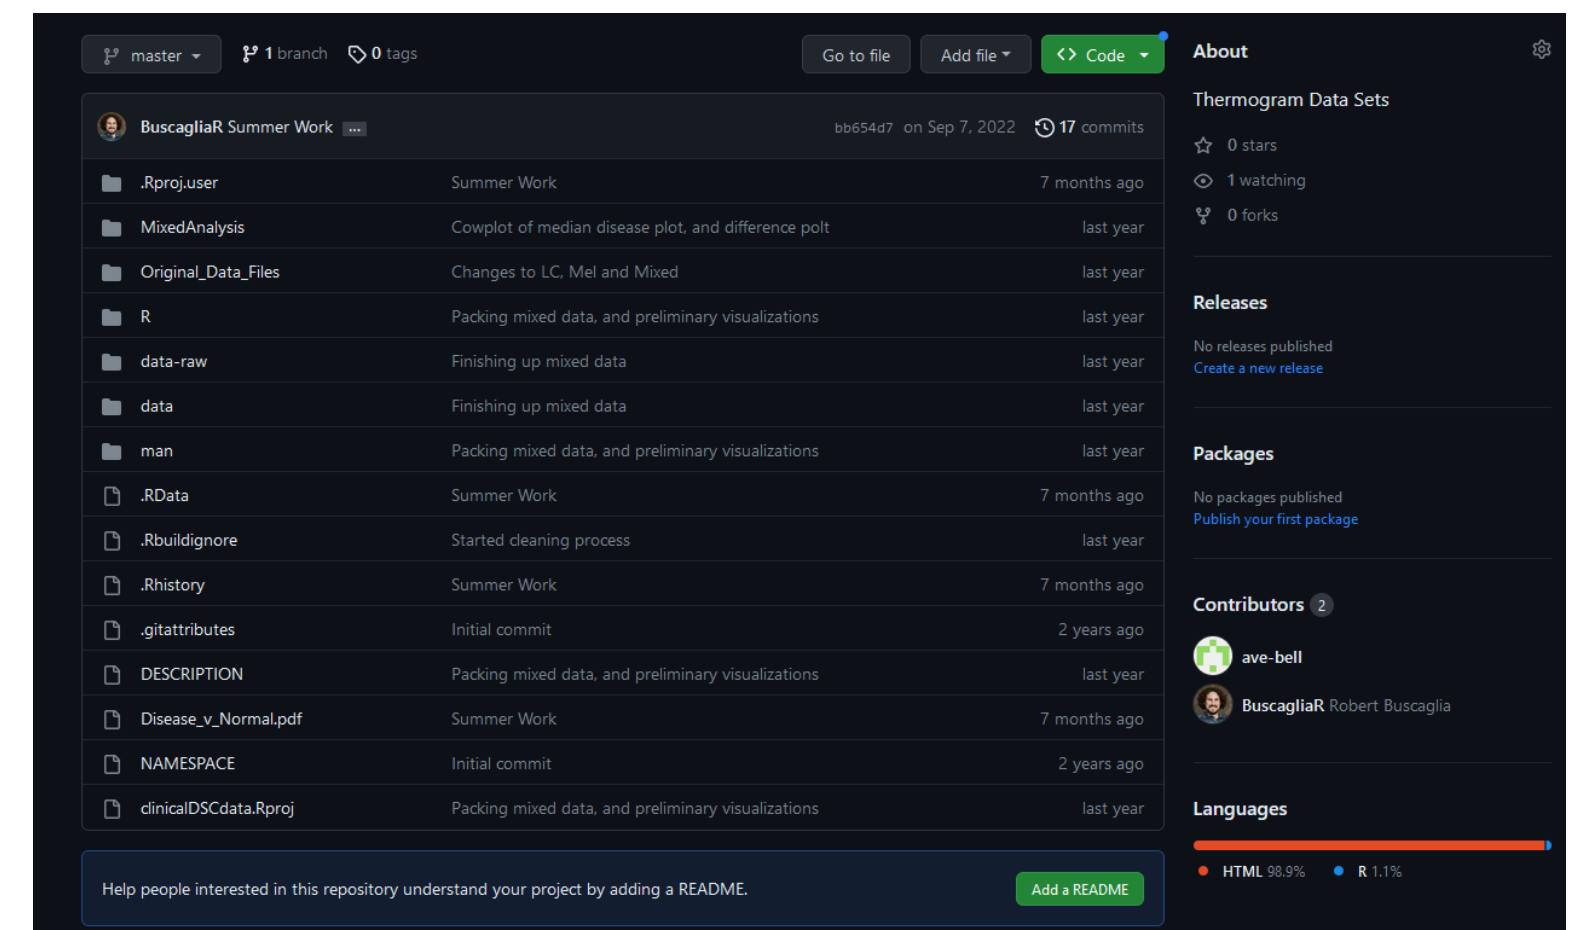 master
1 branch
0 tags
Go to file
Add file
Code
BuscagliaR Summer Work ...
bb654d7 on Sep 7, 2022
17 commits
.Rproj.user Summer Work 7 months ago
MixedAnalysis Cowplot of median disease plot, and difference polt last year
Original_Data_Files Changes to LC, Mel and Mixed last year
R Packing mixed data, and preliminary visualizations last year
data-raw Finishing up mixed data last year
data Finishing up mixed data last year
man Packing mixed data, and preliminary visualizations last year
.RData Summer Work 7 months ago
.Rbuildignore Started cleaning process last year
.Rhistory Summer Work 7 months ago
.gitattributes Initial commit 2 years ago
DESCRIPTION Packing mixed data, and preliminary visualizations last year
Disease_v_Normal.pdf Summer Work 7 months ago
NAMESPACE Initial commit 2 years ago
clinicalDSCdata.Rproj Packing mixed data, and preliminary visualizations last year
Help people interested in this repository understand your project by adding a README.
Add a README
About
Thermogram Data Sets
0 stars
1 watching
0 forks
Releases
No releases published
Create a new release
Packages
No packages published
Publish your first package
Contributors 2
ave-bell
BuscagliaR Robert Buscaglia
Languages
HTML 98.9% R 1.1%